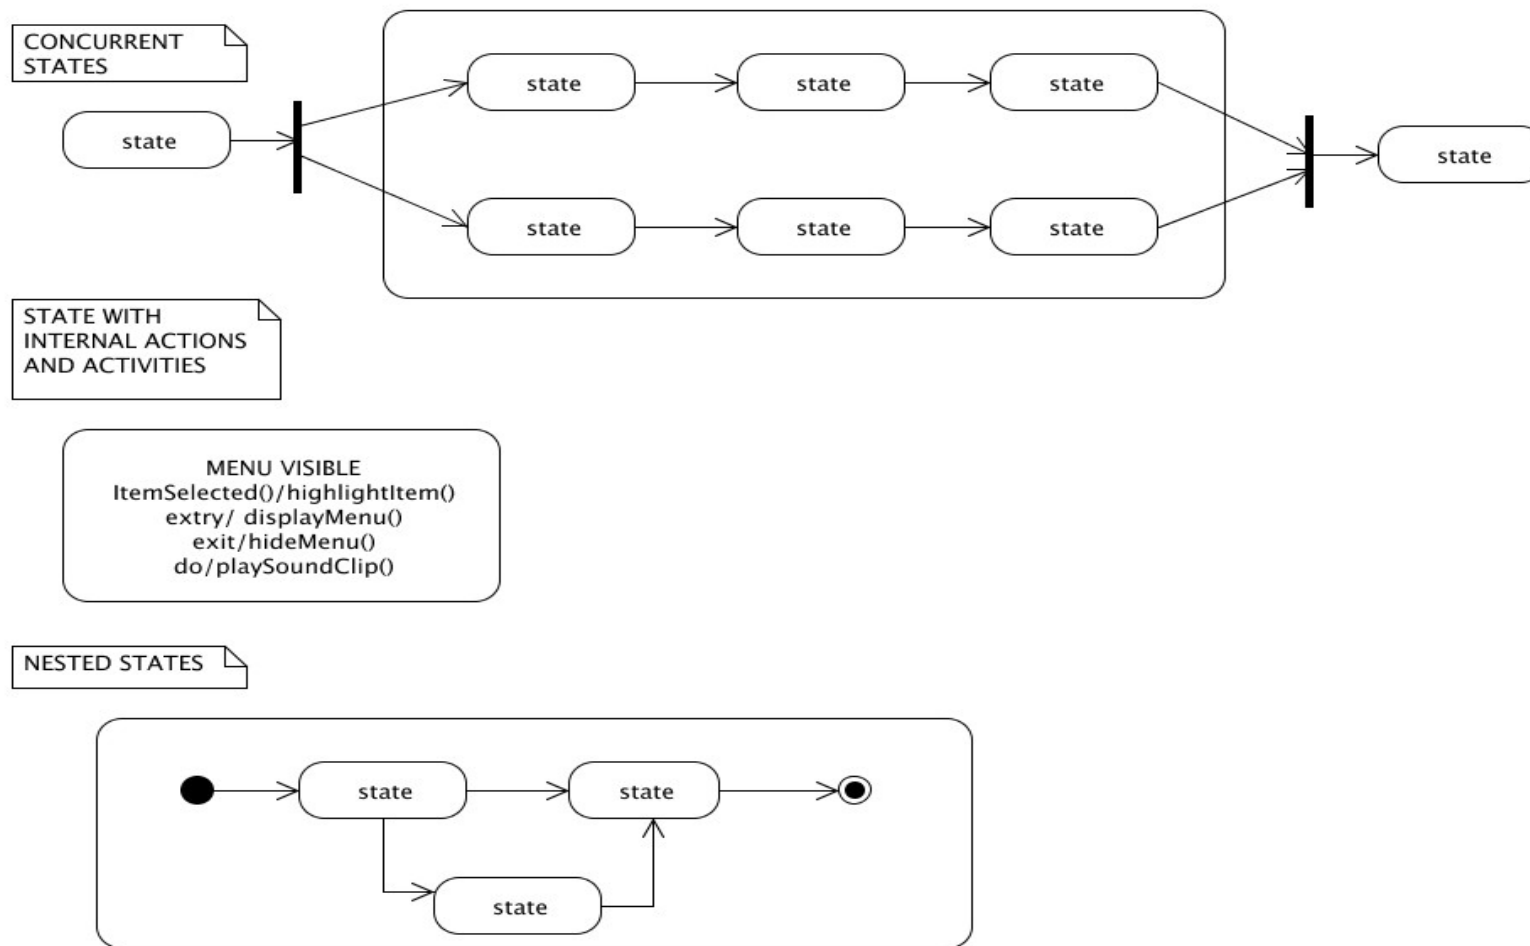 CONCURRENT
STATES
state
state
state
state
state
state
state
state
STATE WITH
INTERNAL ACTIONS
AND ACTIVITIES
MENU VISIBLE
ItemSelected()/highlightItem()
extry/ displayMenu()
exit/hideMenu()
do/playSoundClip()
NESTED STATES
state
state
state